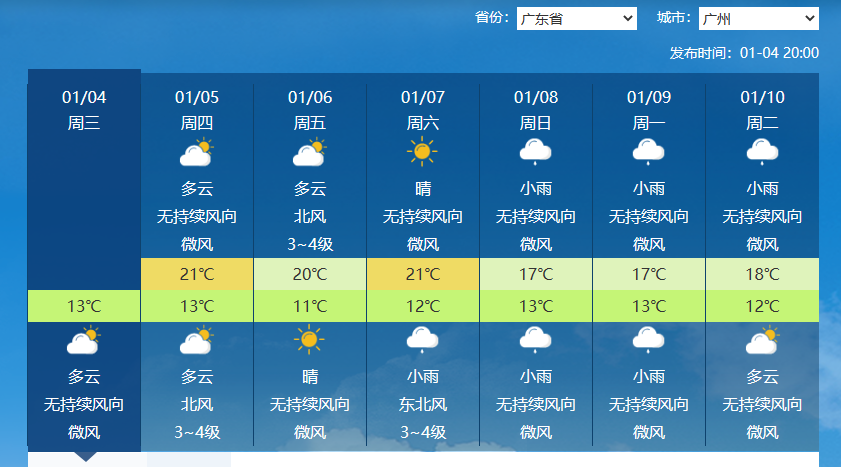 省份： 广东省 城市： 广州
发布时间：01-04 20:00
01/04 01/05 01/06 01/07 01/08 01/09 01/10
周三 周四 周五 周六 周日 周一 周二
多云 多云 晴 小雨 小雨 小雨
无持续风向 北风 无持续风向 无持续风向 无持续风向 无持续风向
微风 3~4级 微风 微风 微风 微风
21℃ 20℃ 21℃ 17℃ 17℃ 18℃
13℃ 13℃ 11℃ 12℃ 13℃ 13℃ 12℃
多云 多云 晴 小雨 小雨 小雨 多云
无持续风向 北风 无持续风向 东北风 无持续风向 无持续风向 无持续风向
微风 3~4级 微风 3~4级 微风 微风 微风